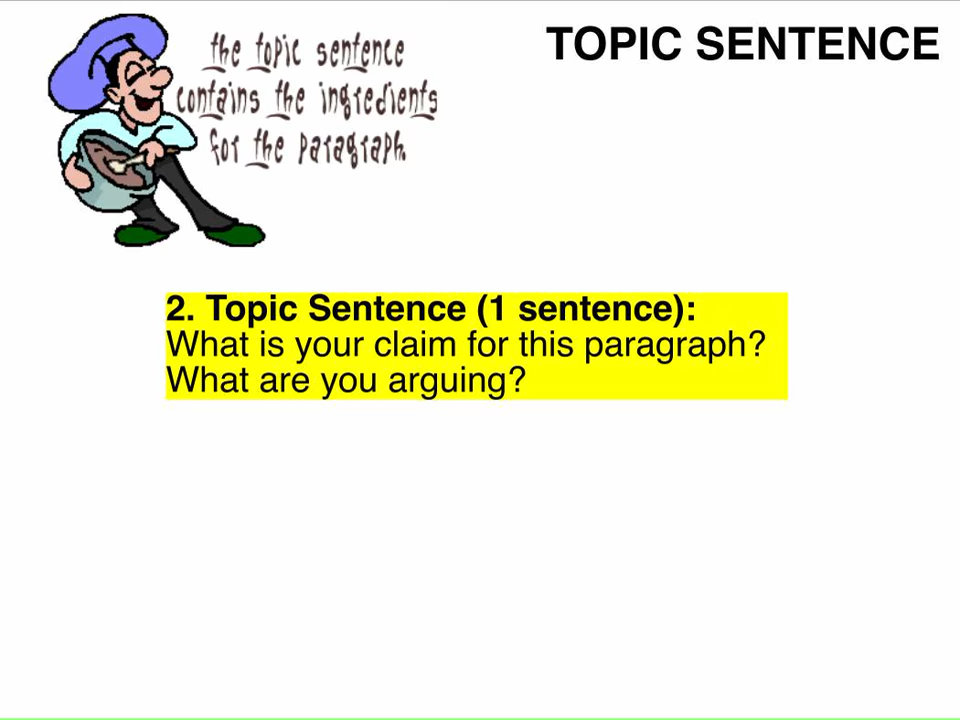 the topic sentence
contains the ingredients
for the paragraph.
TOPIC SENTENCE
2. Topic Sentence (1 sentence):
What is your claim for this paragraph?
What are you arguing?